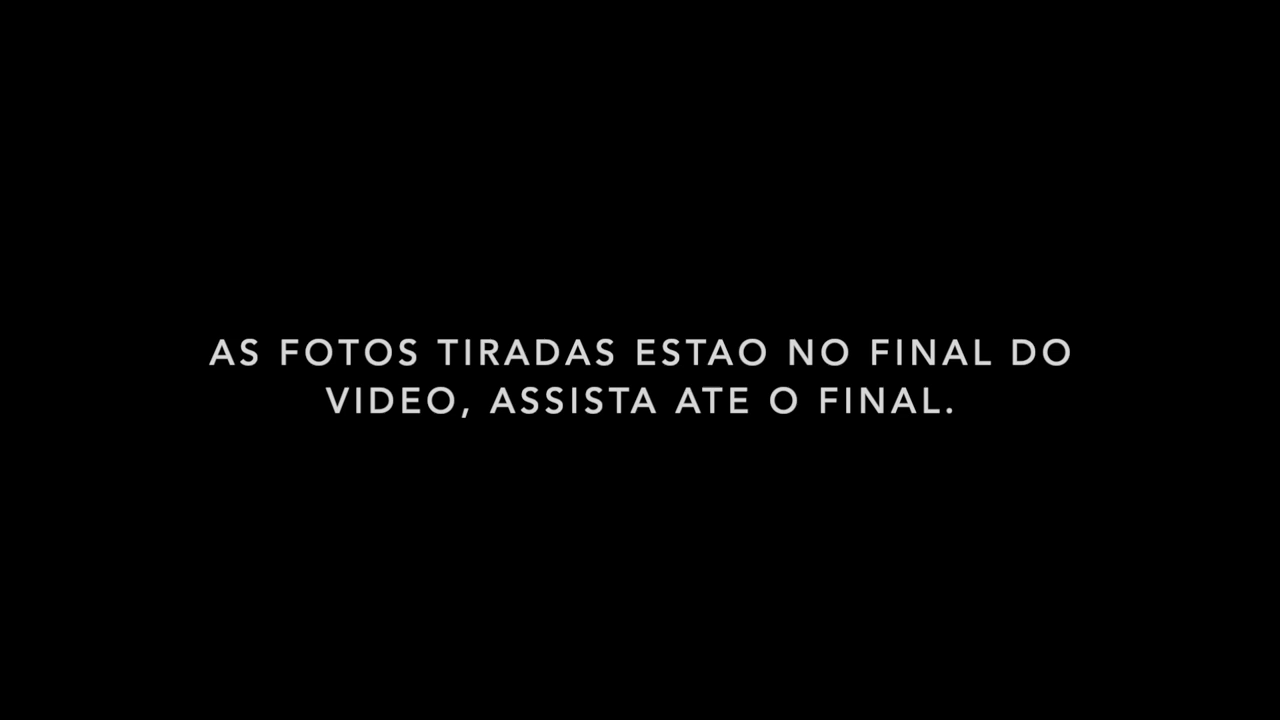 AS FOTOS TIRADAS ESTAO NO FINAL DO
VIDEO, ASSISTA ATE O FINAL.